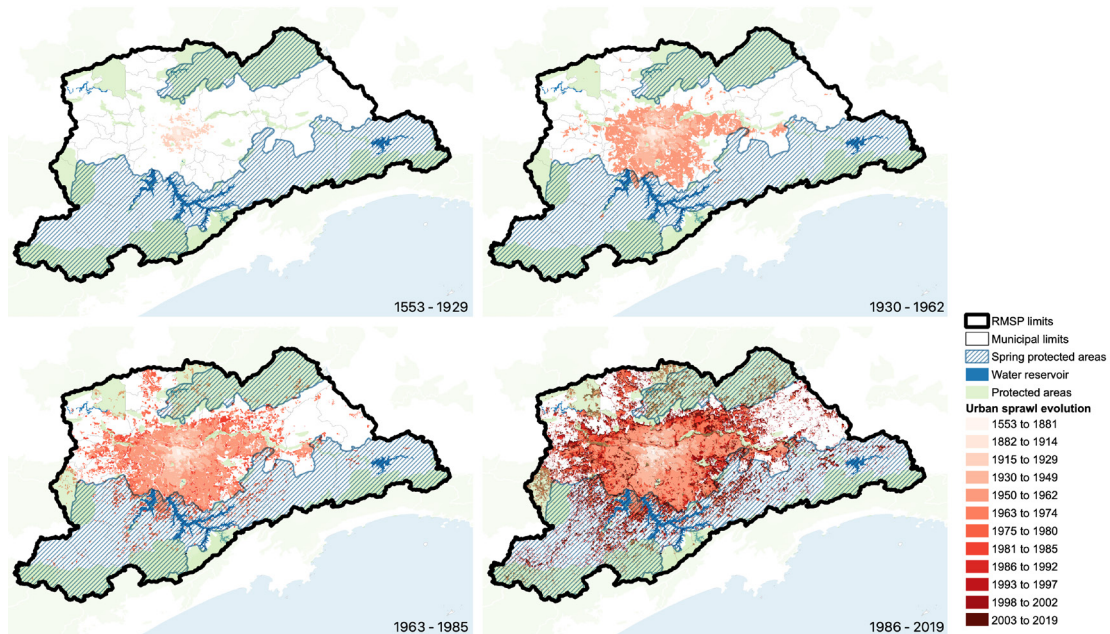 1553 - 1929
1930 - 1962
1963 - 1985
1986 - 2019
RMSP limits
Municipal limits
Spring protected areas
Water reservoir
Protected areas
Urban sprawl evolution
1553 to 1881
1882 to 1914
1915 to 1929
1930 to 1949
1950 to 1962
1963 to 1974
1975 to 1980
1981 to 1985
1986 to 1992
1993 to 1997
1998 to 2002
2003 to 2019